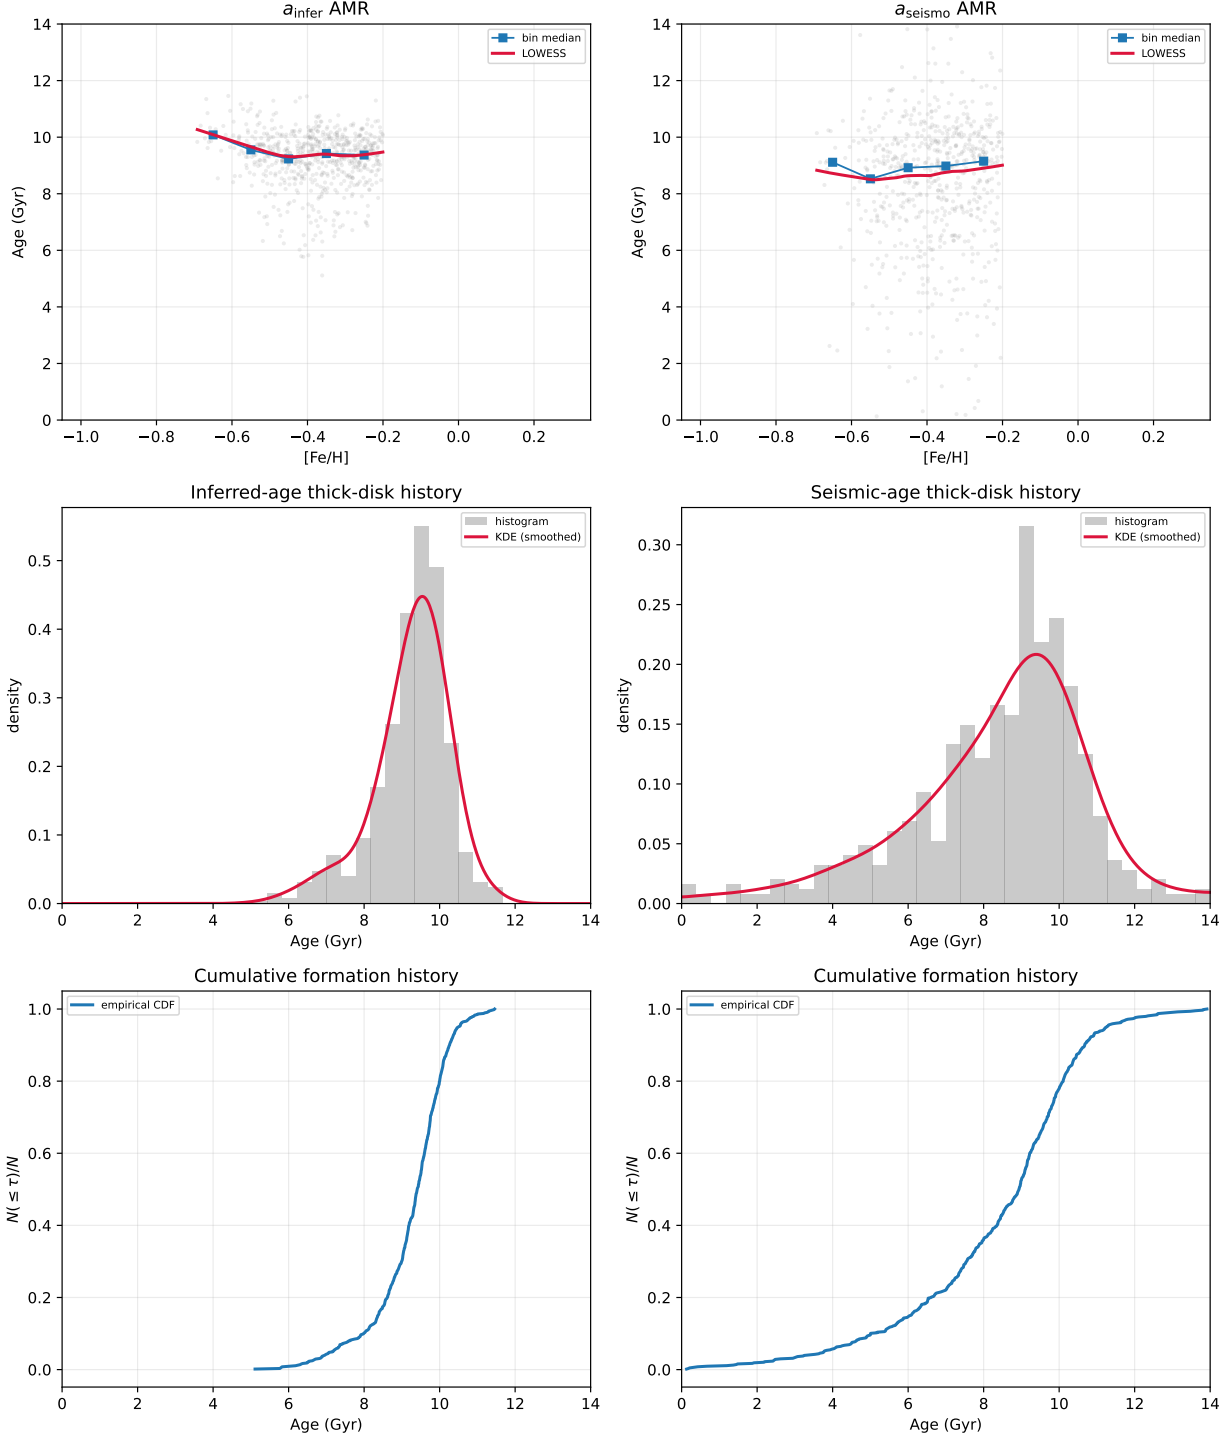 a_infer AMR
bin median
LOWESS
14
12
10
8
6
4
2
0
Age (Gyr)
−1.0 −0.8 −0.6 −0.4 −0.2 0.0 0.2
[Fe/H]
a_seismo AMR
bin median
LOWESS
14
12
10
8
6
4
2
0
Age (Gyr)
−1.0 −0.8 −0.6 −0.4 −0.2 0.0 0.2
[Fe/H]
Inferred-age thick-disk history
histogram
KDE (smoothed)
0.5
0.4
0.3
0.2
0.1
0.0
density
0 2 4 6 8 10 12 14
Age (Gyr)
Seismic-age thick-disk history
histogram
KDE (smoothed)
0.30
0.25
0.20
0.15
0.10
0.05
0.00
density
0 2 4 6 8 10 12 14
Age (Gyr)
Cumulative formation history
empirical CDF
1.0
0.8
0.6
0.4
0.2
0.0
N(≤ τ)/N
0 2 4 6 8 10 12 14
Age (Gyr)
Cumulative formation history
empirical CDF
1.0
0.8
0.6
0.4
0.2
0.0
N(≤ τ)/N
0 2 4 6 8 10 12 14
Age (Gyr)